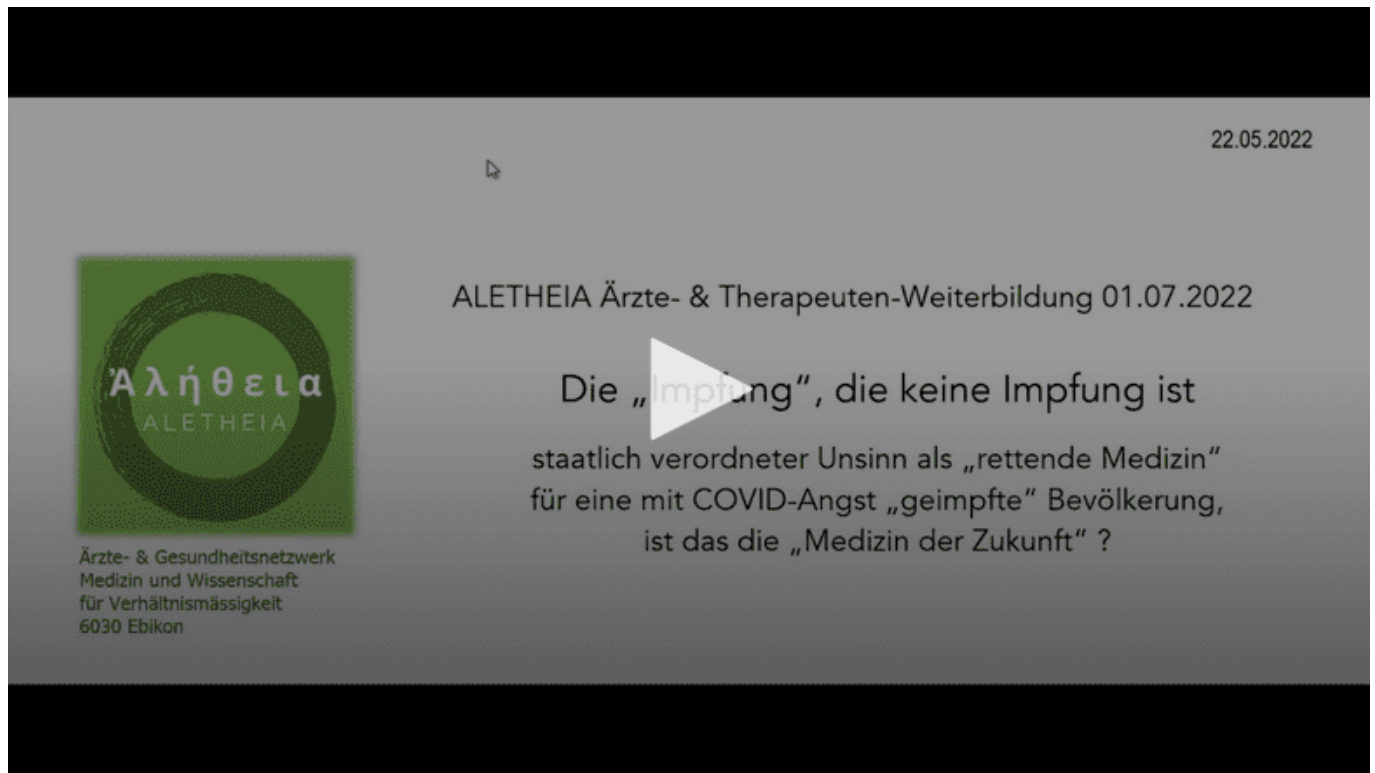 22.05.2022
ALETHEIA Ärzte- & Therapeuten-Weiterbildung 01.07.2022
Ἀλήθεια
ALETHEIA
Die „Impfung“, die keine Impfung ist
staatlich verordneter Unsinn als „rettende Medizin“
für eine mit COVID-Angst „geimpfte“ Bevölkerung,
ist das die „Medizin der Zukunft“ ?
Ärzte- & Gesundheitsnetzwerk
Medizin und Wissenschaft
für Verhältnismässigkeit
6030 Ebikon